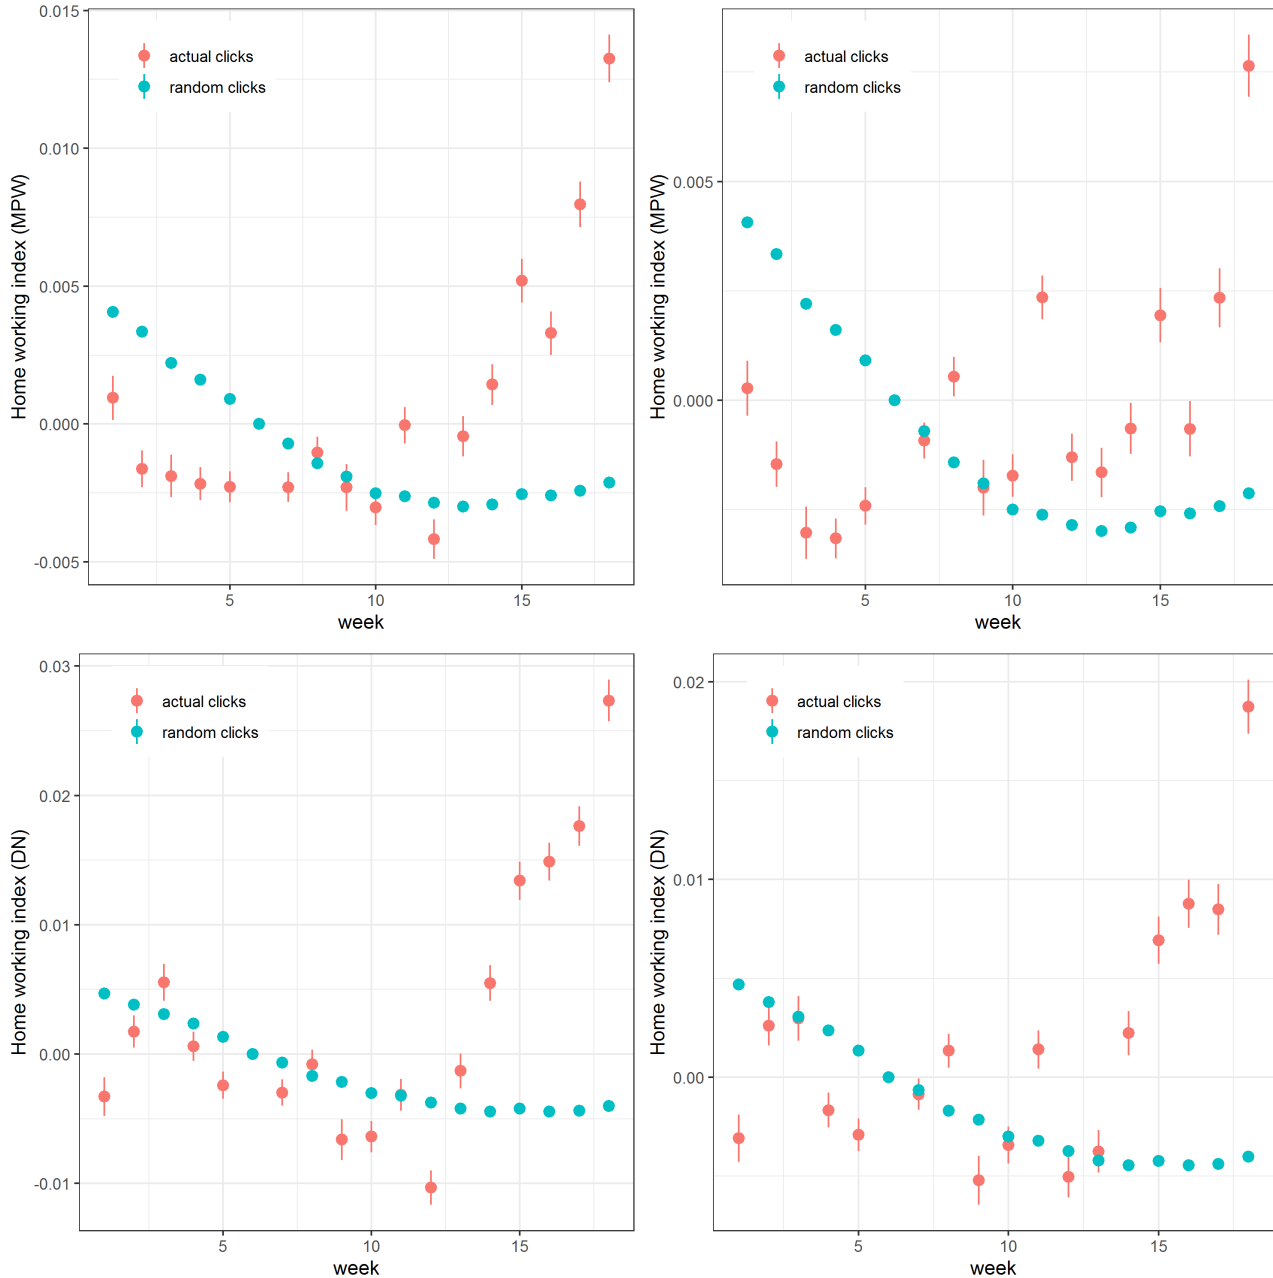 0.015
0.010
0.005
0.000
-0.005
Home working index (MPW)
actual clicks
random clicks
5
10
15
week
0.005
0.000
Home working index (MPW)
actual clicks
random clicks
5
10
15
week
0.03
0.02
0.01
0.00
-0.01
Home working index (DN)
actual clicks
random clicks
5
10
15
week
0.02
0.01
0.00
Home working index (DN)
actual clicks
random clicks
5
10
15
week